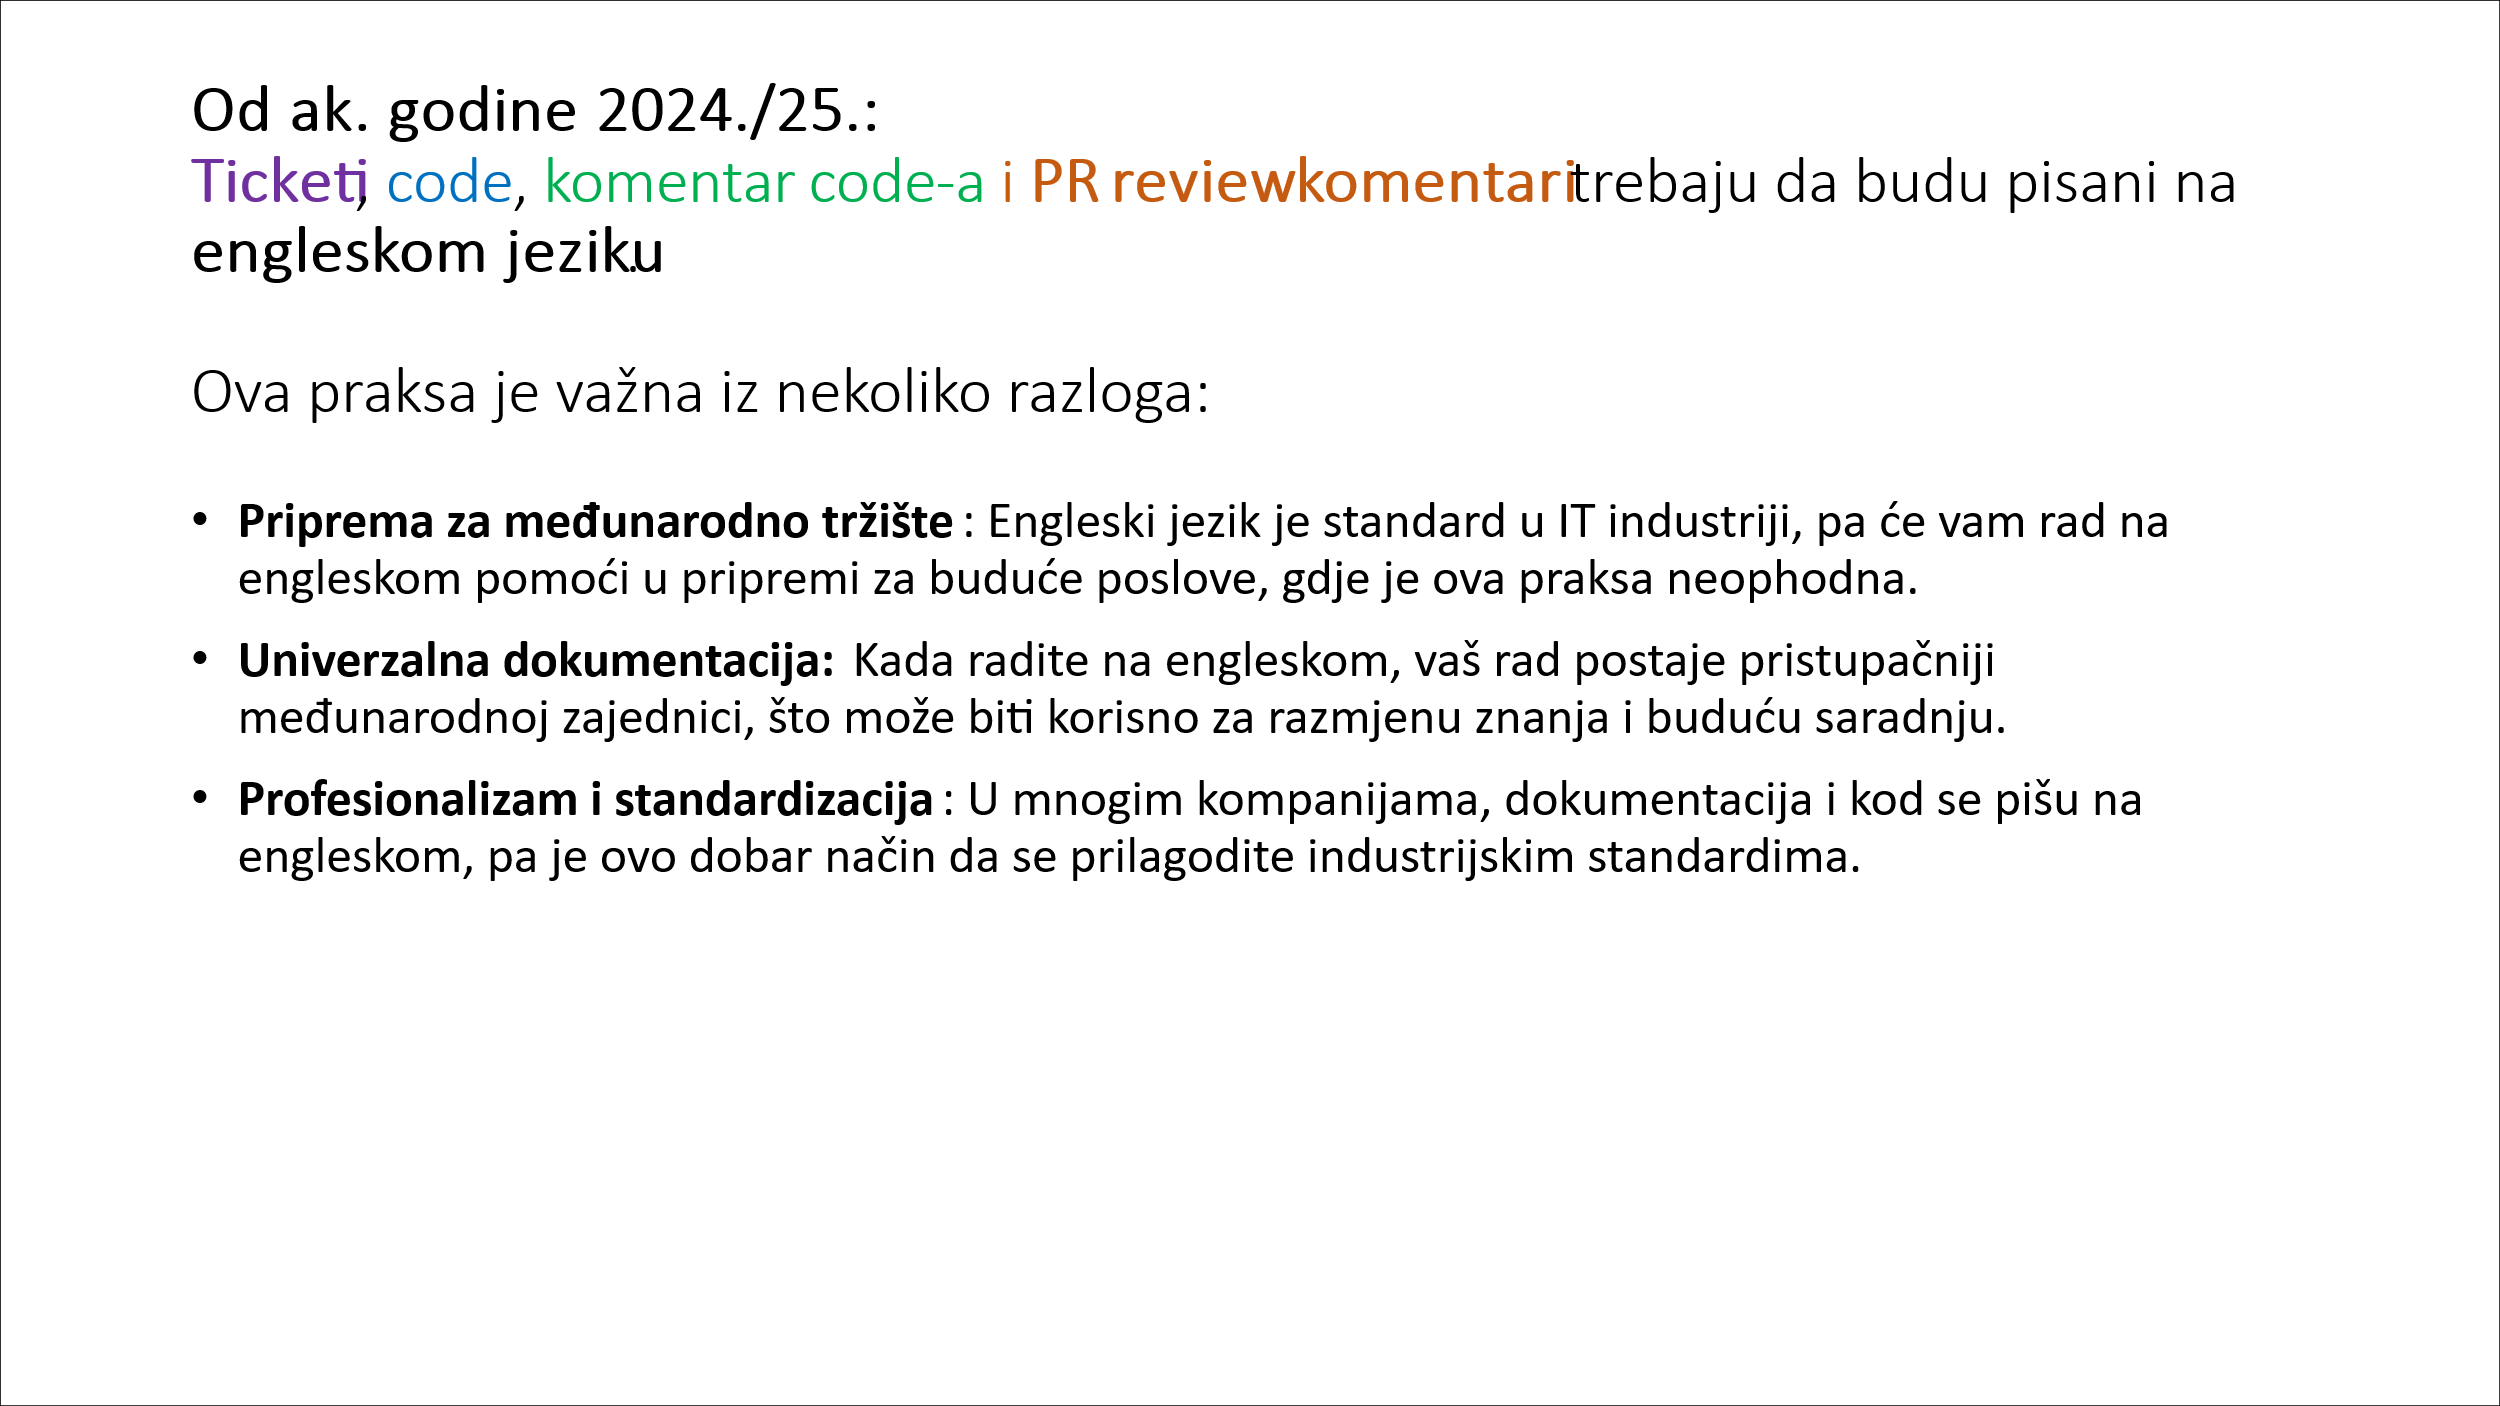 Od ak. godine 2024./25.:
Ticketi, code, komentar code-a i PR review komentari trebaju da budu pisani na
engleskom jeziku.
Ova praksa je važna iz nekoliko razloga:
• Priprema za međunarodno tržište: Engleski jezik je standard u IT industriji, pa će vam rad na
engleskom pomoći u pripremi za buduće poslove, gdje je ova praksa neophodna.
• Univerzalna dokumentacija: Kada radite na engleskom, vaš rad postaje pristupačniji
međunarodnoj zajednici, što može biti korisno za razmjenu znanja i buduću saradnju.
• Profesionalizam i standardizacija: U mnogim kompanijama, dokumentacija i kod se pišu na
engleskom, pa je ovo dobar način da se prilagodite industrijskim standardima.